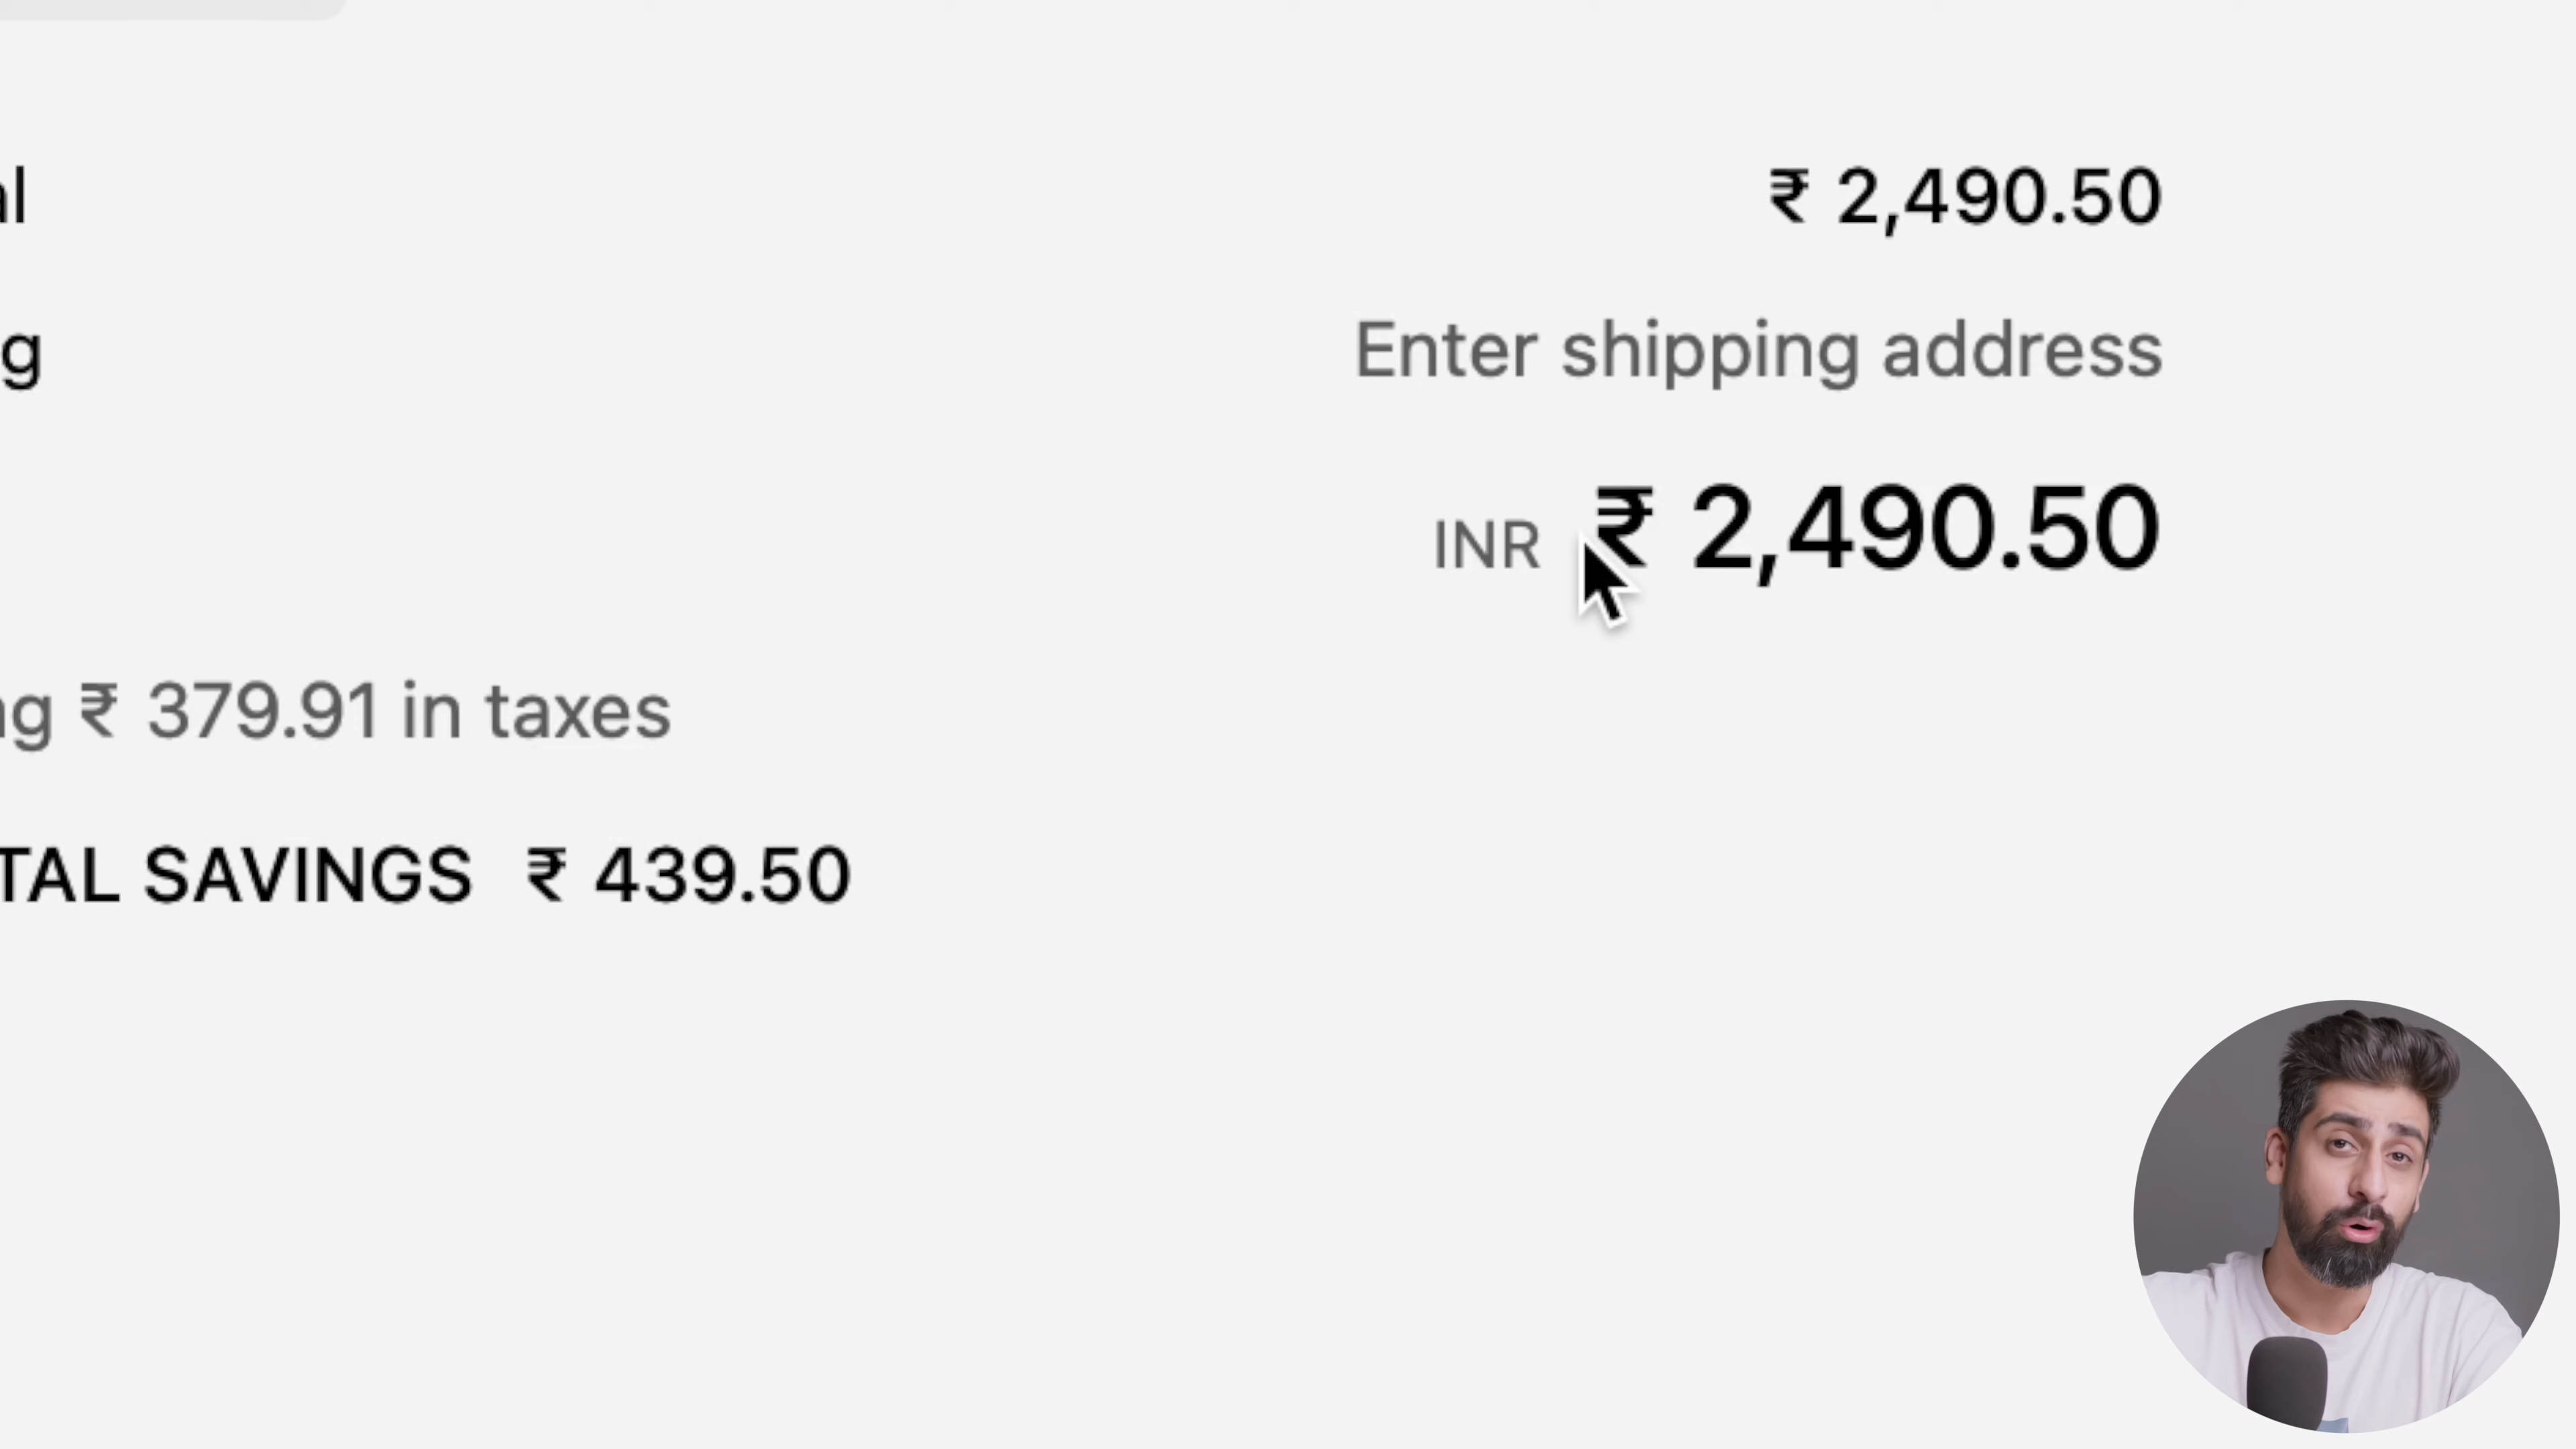 al ₹ 2,490.50
g Enter shipping address
INR ₹ 2,490.50
ng ₹ 379.91 in taxes
TAL SAVINGS ₹ 439.50